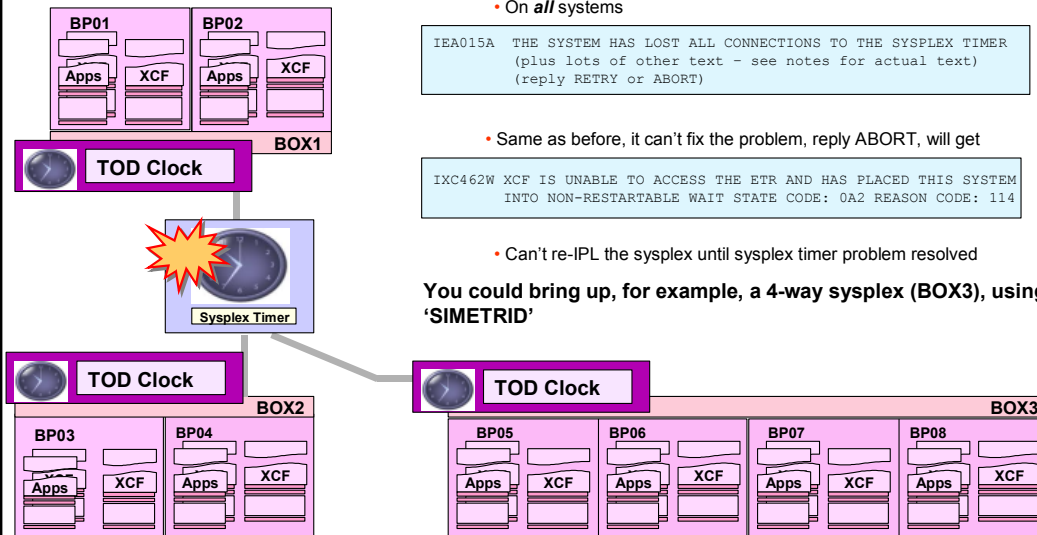 • On all systems
IEA015A THE SYSTEM HAS LOST ALL CONNECTIONS TO THE SYSPLEX TIMER
(plus lots of other text – see notes for actual text)
(reply RETRY or ABORT)
• Same as before, it can't fix the problem, reply ABORT, will get
IXC462W XCF IS UNABLE TO ACCESS THE ETR AND HAS PLACED THIS SYSTEM
INTO NON-RESTARTABLE WAIT STATE CODE: 0A2 REASON CODE: 114
• Can't re-IPL the sysplex until sysplex timer problem resolved
You could bring up, for example, a 4-way sysplex (BOX3), using
‘SIMETRID’
BP01
Apps
XCF
BP02
Apps
XCF
BOX1
TOD Clock
Sysplex Timer
TOD Clock
BOX2
BP03
Apps
XCF
BP04
Apps
XCF
TOD Clock
BOX3
BP05
Apps
XCF
BP06
Apps
XCF
BP07
Apps
XCF
BP08
Apps
XCF